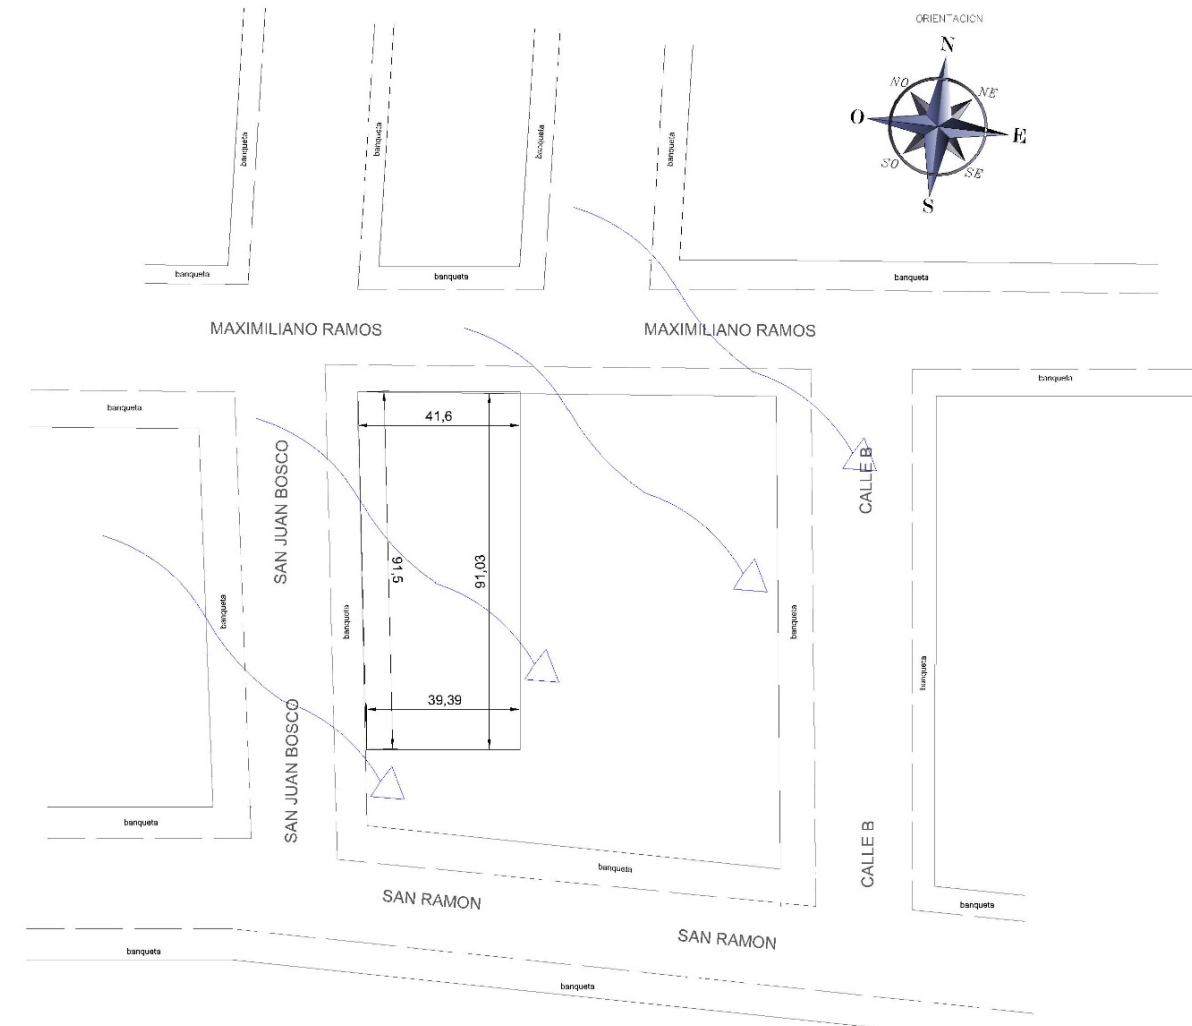 ORIENTACION
N
NO
NE
O
E
SO
SE
S
banqueta
banqueta
banqueta
banqueta
banqueta
banqueta
banqueta
MAXIMILIANO RAMOS
MAXIMILIANO RAMOS
banqueta
banqueta
41,6
SAN JUAN BOSCO
CALLE B
91,5
91,03
banqueta
banqueta
banqueta
banqueta
39,39
SAN JUAN BOSCO
banqueta
CALLE B
banqueta
SAN RAMON
banqueta
SAN RAMON
banqueta
banqueta